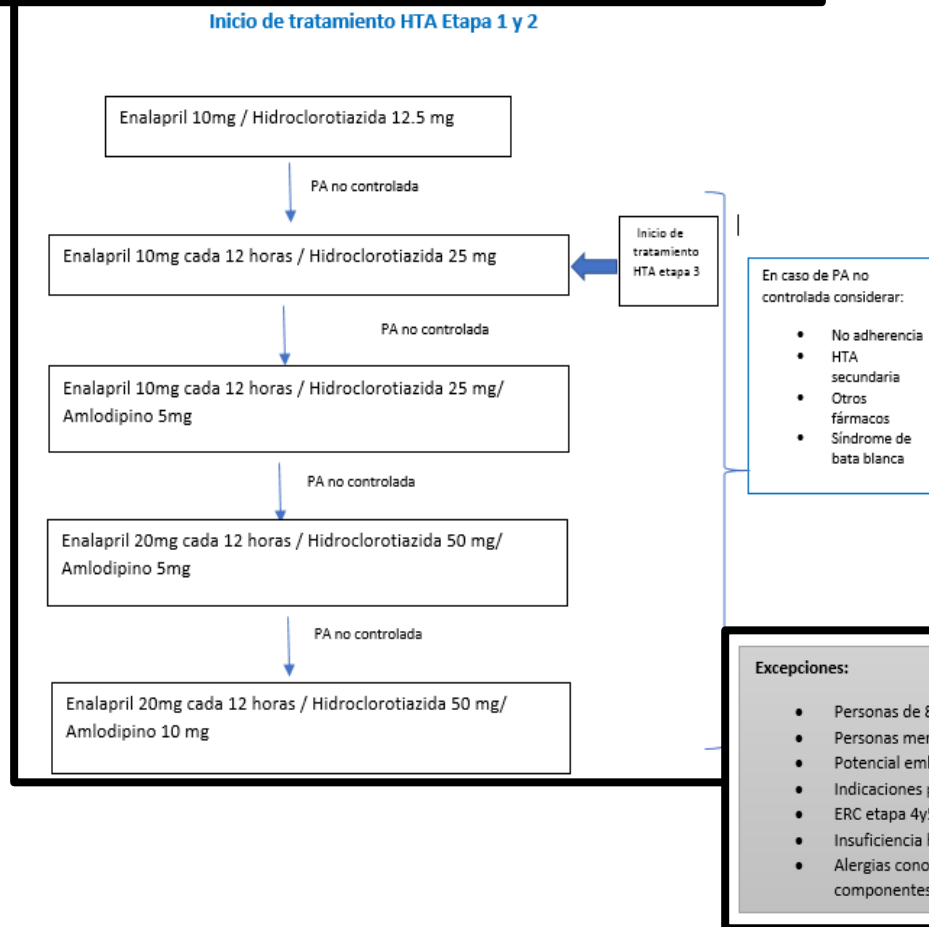 Inicio de tratamiento HTA Etapa 1 y 2
Enalapril 10mg / Hidroclorotiazida 12.5 mg
PA no controlada
Enalapril 10mg cada 12 horas / Hidroclorotiazida 25 mg
Inicio de
tratamiento
HTA etapa 3
PA no controlada
Enalapril 10mg cada 12 horas / Hidroclorotiazida 25 mg/
Amlodipino 5mg
PA no controlada
Enalapril 20mg cada 12 horas / Hidroclorotiazida 50 mg/
Amlodipino 5mg
PA no controlada
Enalapril 20mg cada 12 horas / Hidroclorotiazida 50 mg/
Amlodipino 10 mg
En caso de PA no
controlada considerar:
• No adherencia
• HTA
secundaria
• Otros
fármacos
• Síndrome de
bata blanca
Excepciones:
• Personas de
• Personas
• Potencial
• Indicaciones
• ERC etapa
• Insuficiencia
• Alergias
componentes